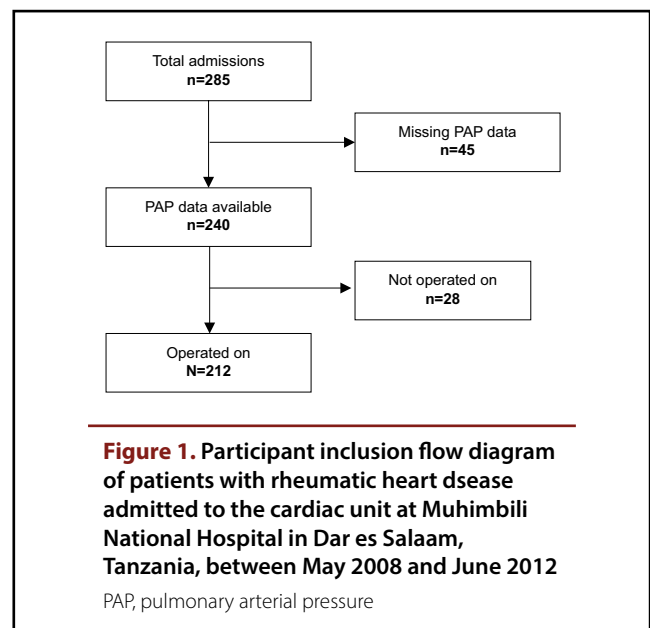 Total admissions
n=285
Missing PAP data
n=45
PAP data available
n=240
Not operated on
n=28
Operated on
N=212
Figure 1. Participant inclusion flow diagram
of patients with rheumatic heart dsease
admitted to the cardiac unit at Muhimbili
National Hospital in Dar es Salaam,
Tanzania, between May 2008 and June 2012
PAP, pulmonary arterial pressure